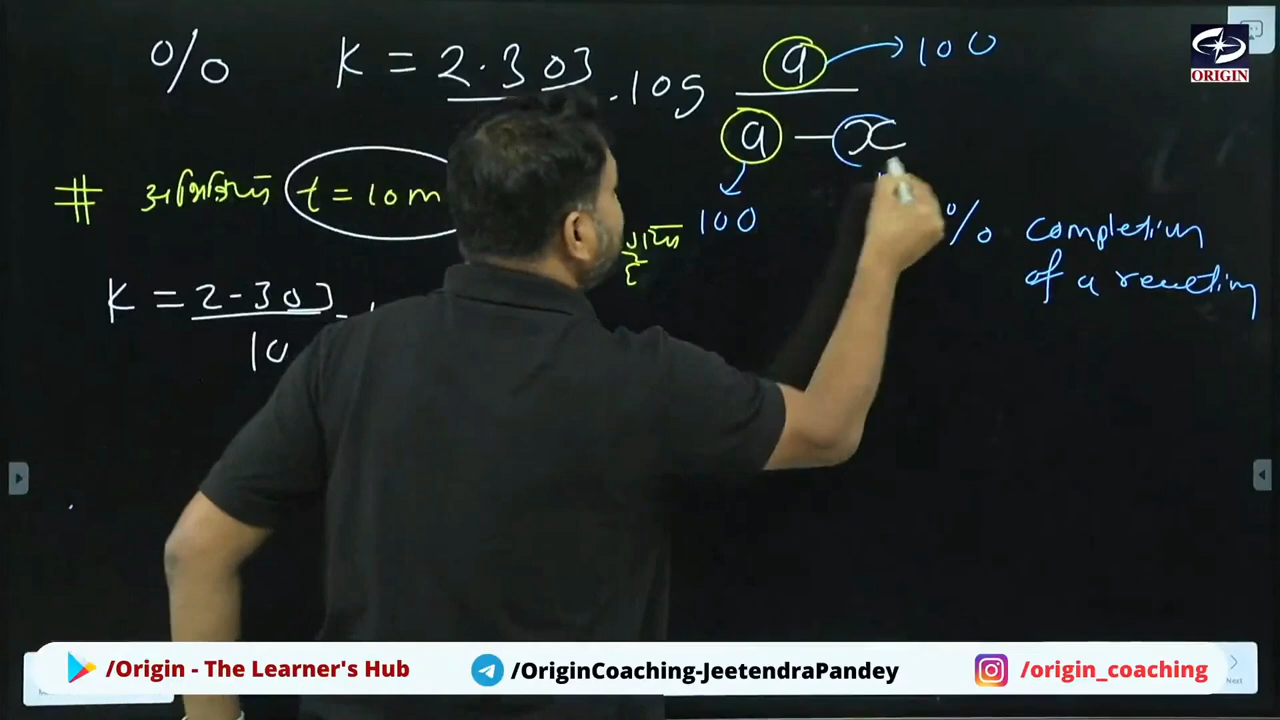 % K = 2.303 . log a / a - x
a → 100
ORIGIN
# अभिक्रिया t = 10 m
100
% completion
of a reaction
K = 2.303
10
/Origin - The Learner's Hub
/OriginCoaching-JeetendraPandey
/origin_coaching
Next